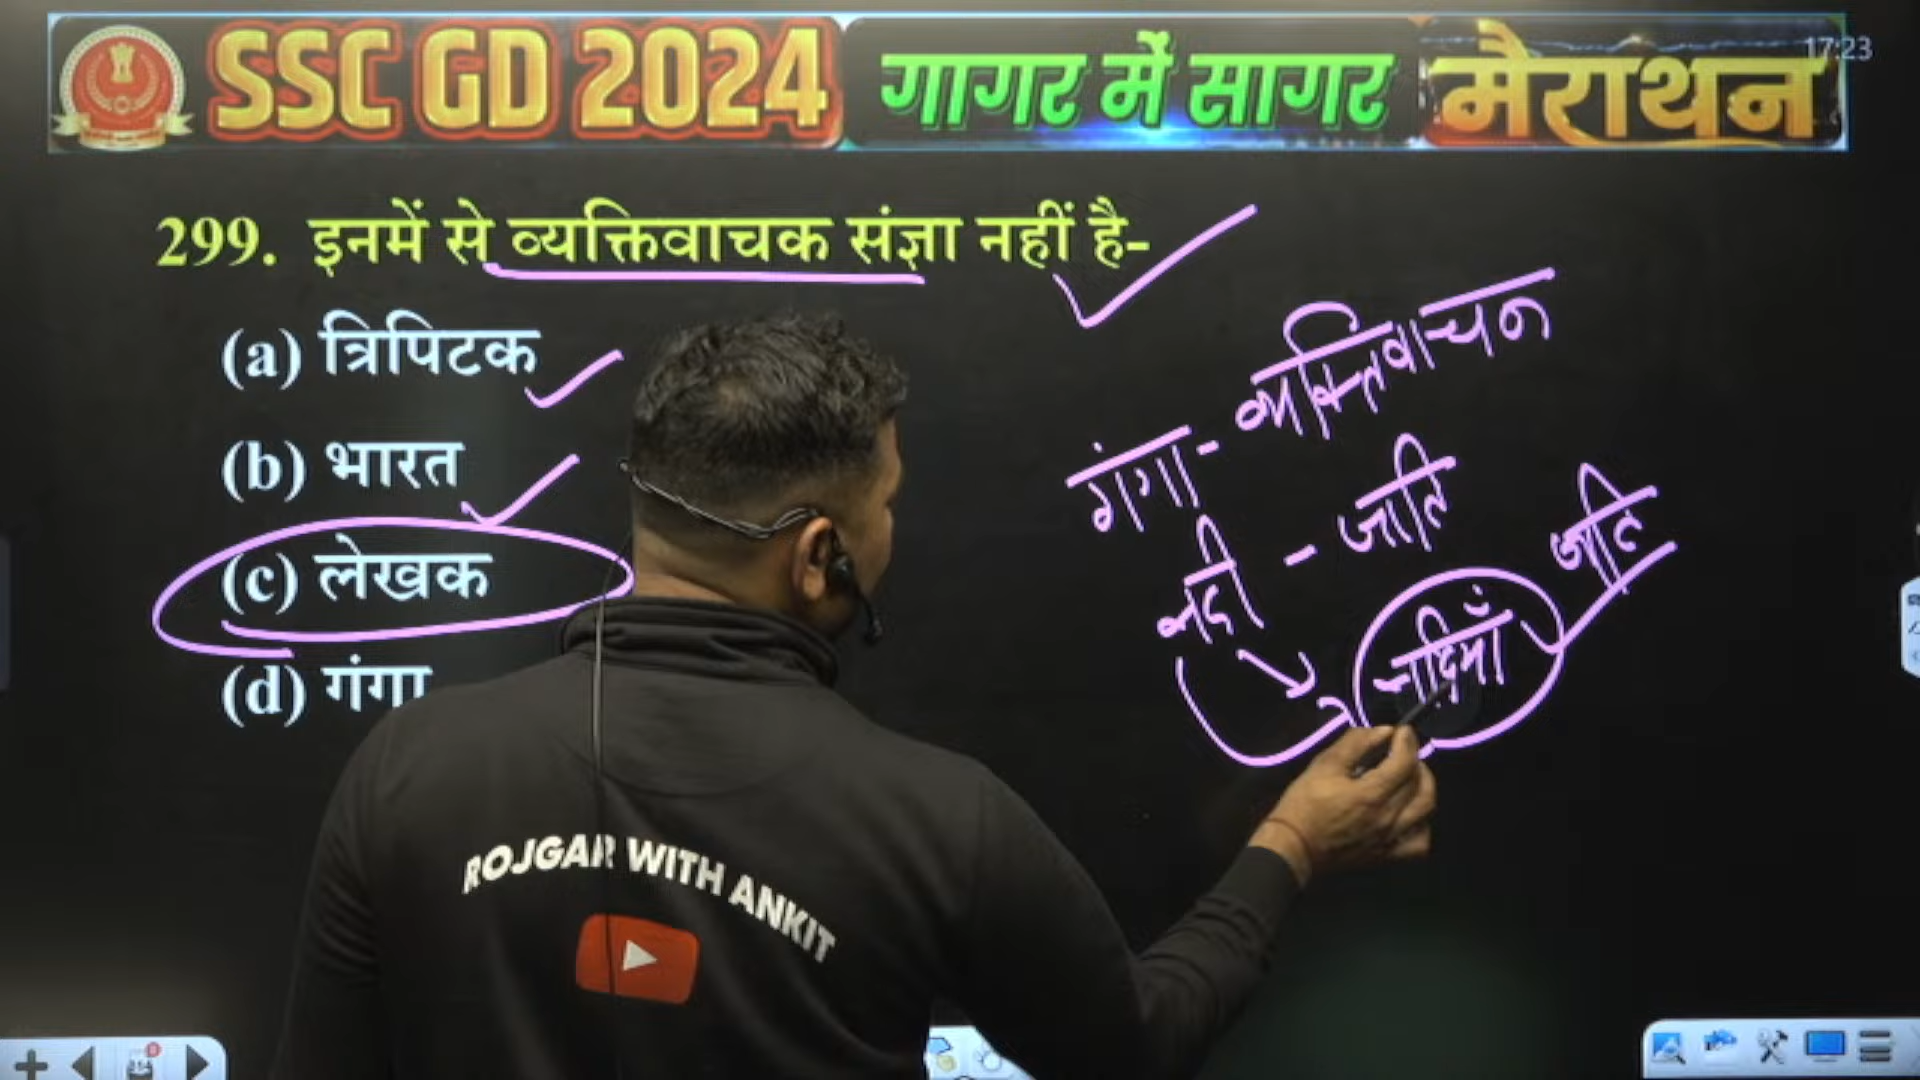 SSC GD 2024 गागर में सागर मैराथन
17:23
299. इनमें से व्यक्तिवाचक संज्ञा नहीं है-
(a) त्रिपिटक
(b) भारत
(c) लेखक
(d) गंगा
गंगा - व्यक्तिवाचक
नदी - जाति
नदियाँ जाति
ROJGAR WITH ANKIT